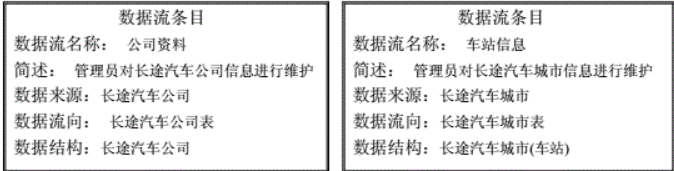 数据流条目
数据流名称： 公司资料
简述： 管理员对长途汽车公司信息进行维护
数据来源：长途汽车公司
数据流向： 长途汽车公司表
数据结构：长途汽车公司
数据流条目
数据流名称： 车站信息
简述： 管理员对长途汽车城市信息进行维护
数据来源：长途汽车城市
数据流向：长途汽车城市表
数据结构：长途汽车城市(车站)